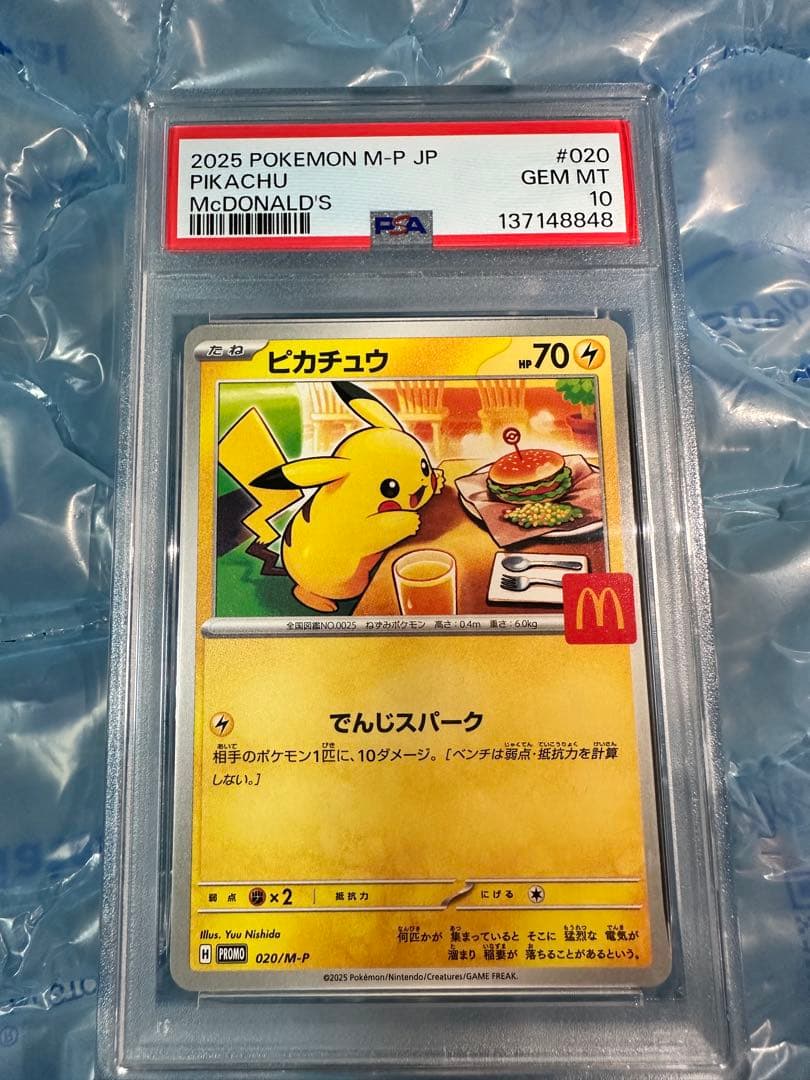 2025 POKEMON M-P JP #020
PIKACHU GEM MT
McDONALD'S 10
PSA 137148848
たね ピカチュウ HP70
全国図鑑NO.0025 ねずみポケモン 高さ:0.4m 重さ:6.0kg
でんじスパーク
相手のポケモン1匹に、10ダメージ。[ベンチは弱点・抵抗力を計算
しない。]
弱点 ×2 抵抗力 にげる
Illus. Yuu Nishida
何匹かが 集まっていると そこに 猛烈な 電気が
溜まり 稲妻が 落ちることがあるという。
H PROMO 020/M-P
©2025 Pokémon/Nintendo/Creatures/GAME FREAK.